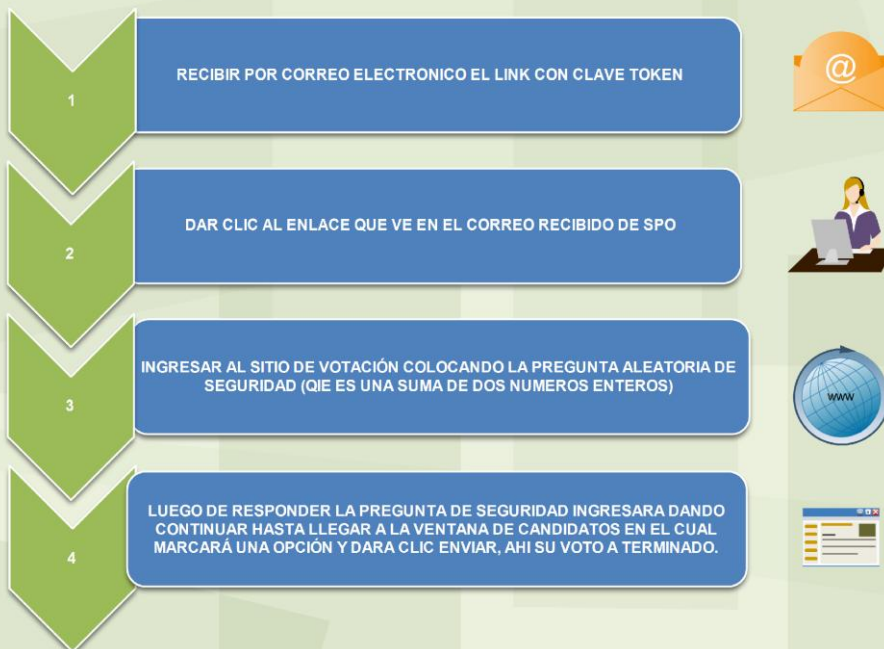 1
RECIBIR POR CORREO ELECTRONICO EL LINK CON CLAVE TOKEN
@
2
DAR CLIC AL ENLACE QUE VE EN EL CORREO RECIBIDO DE SPO
3
INGRESAR AL SITIO DE VOTACIÓN COLOCANDO LA PREGUNTA ALEATORIA DE
SEGURIDAD (QIE ES UNA SUMA DE DOS NUMEROS ENTEROS)
WWW
4
LUEGO DE RESPONDER LA PREGUNTA DE SEGURIDAD INGRESARA DANDO
CONTINUAR HASTA LLEGAR A LA VENTANA DE CANDIDATOS EN EL CUAL
MARCARÁ UNA OPCIÓN Y DARA CLIC ENVIAR, AHI SU VOTO A TERMINADO.